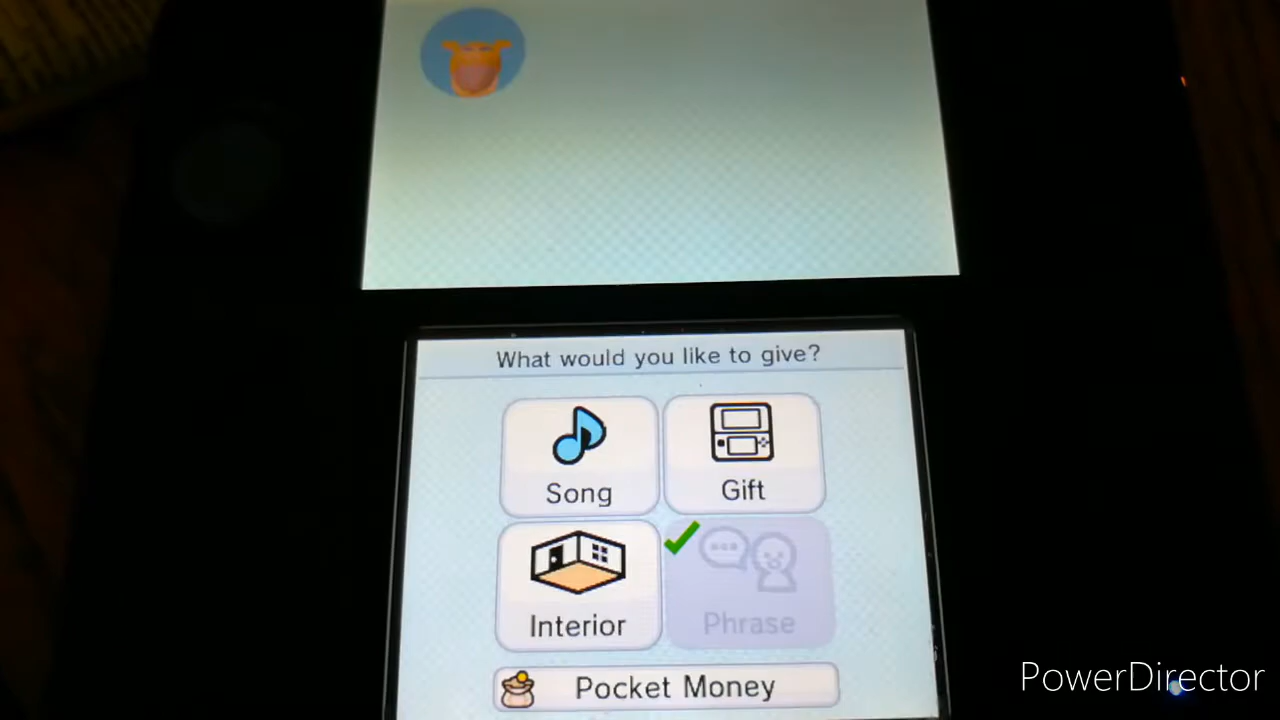 What would you like to give?
Song
Gift
Interior
Phrase
Pocket Money
PowerDirector